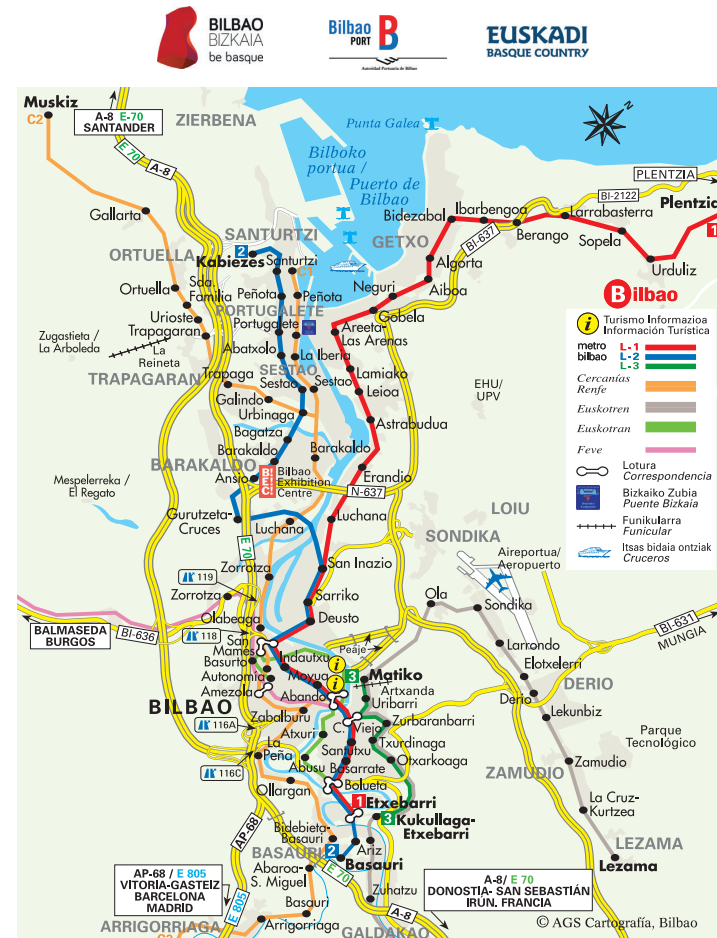 BILBAO
BIZKAIA
be basque
Bilbao
PORT
B
Autoridad Portuaria de Bilbao
EUSKADI
BASQUE COUNTRY
Muskiz
C2
A-8 E-70
SANTANDER
ZIERBENA
E 70
A-8
Punta Galea
N
Bilboko
portua /
Puerto de
Bilbao
PLENTZIA
BI-2122
Plentzia
1
Gallarta
Ibarbengoa
Bidezabal
Larrabasterra
Berango
Sopela
Urduliz
BI-637
SANTURTZI
GETXO
ORTUELLA
2
Kabiezes
Santurtzi
C1
Algorta
Aiboa
Neguri
Gobela
Ortuella
Sda.
Familia
Peñota
Peñota
PORTUGALETE
Urioste
Trapagaran
Portugalete
Areeta-
Las Arenas
Zugastieta /
La Arboleda
La
Reineta
Abatxolo
La Iberia
TRAPAGARAN
Trapaga
SESTAO
Sestao
Sestao
Lamiako
Leioa
EHU/
UPV
Galindo
Urbinaga
Astrabudua
Bagatza
Barakaldo
Barakaldo
BARAKALDO
Ansio
B
E
C
Bilbao
Exhibition
Centre
Erandio
N-637
Mespelerreka /
El Regato
Gurutzeta-
Cruces
Luchana
Luchana
E 70
LOIU
SONDIKA
Bilbao
i
Turismo Informazioa
Información Turística
metro
bilbao
L-1
L-2
L-3
Cercanías
Renfe
Euskotren
Euskotran
Feve
Lotura
Correspondencia
Bizkaiko Zubia
Puente Bizkaia
Funikularra
Funicular
Itsas bidaia ontziak
Cruceros
San Inazio
Aireportua/
Aeropuerto
Zorrotza
119
Zorrotza
Sarriko
Ola
Sondika
Olabeaga
Deusto
BALMASEDA
BURGOS
BI-636
118
BI-631
MUNGIA
San
Mames
Basurto
Indautxu
Peaje
i
Larrondo
Elotxelerri
Autonomia
Moyua
i
3
Matiko
Artxanda
DERIO
Amezola
Abando
Uribarri
Derio
BILBAO
Zabalburu
C. Viejo
Zurbaranbarri
Lekunbiz
116A
Atxuri
Txurdinaga
Parque
Tecnológico
La
Peña
Santutxu
Otxarkoaga
116C
Abusu
Basarrate
ZAMUDIO
Zamudio
Ollargan
Bolueta
1
Etxebarri
La Cruz-
Kurtzea
3
Kukullaga-
Etxebarri
AP-68
Bidebieta-
Basauri
BASAURI
2
Ariz
Basauri
LEZAMA
Lezama
AP-68 / E 805
VITORIA-GASTEIZ
BARCELONA
MADRID
E 805
Abaroa-
S. Miguel
E 70
Zuhatzu
A-8/ E 70
DONOSTIA- SAN SEBASTIÁN
IRÚN. FRANCIA
Basauri
A-8
ARRIGORRIAGA
Arrigorriaga
GALDAKAO
© AGS Cartografía, Bilbao